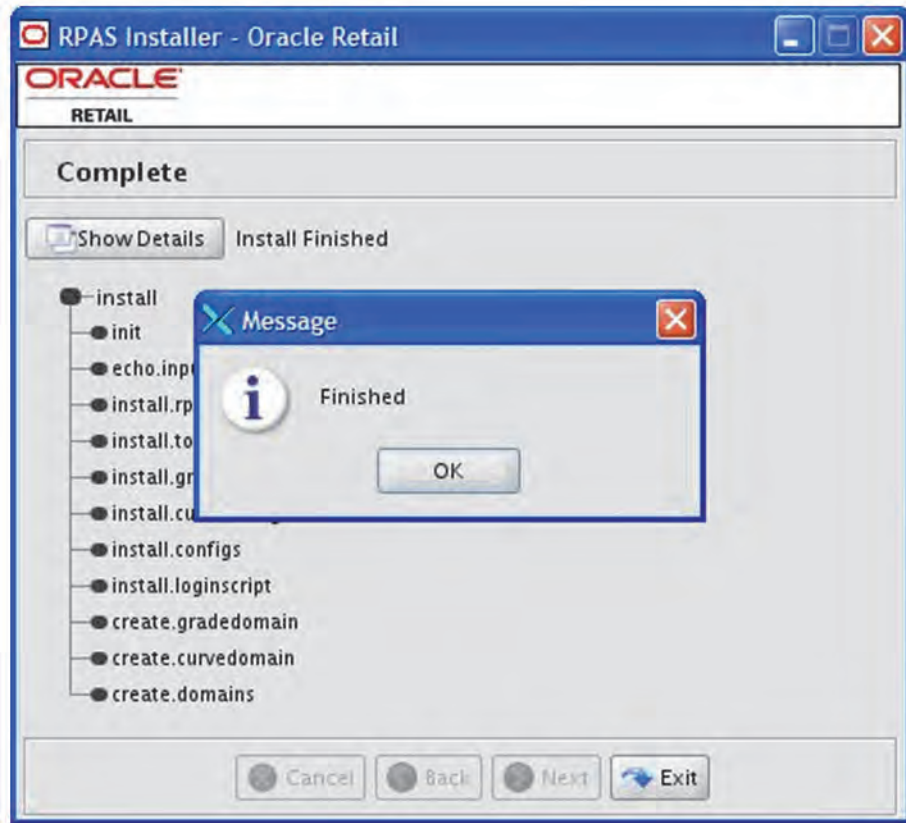 RPAS Installer - Oracle Retail
ORACLE
RETAIL
Complete
Show Details
Install Finished
install
init
Message
Finished
OK
install.configs
install.loginscript
create.gradedomain
create.curvedomain
create.domains
Cancel
Back
Next
Exit